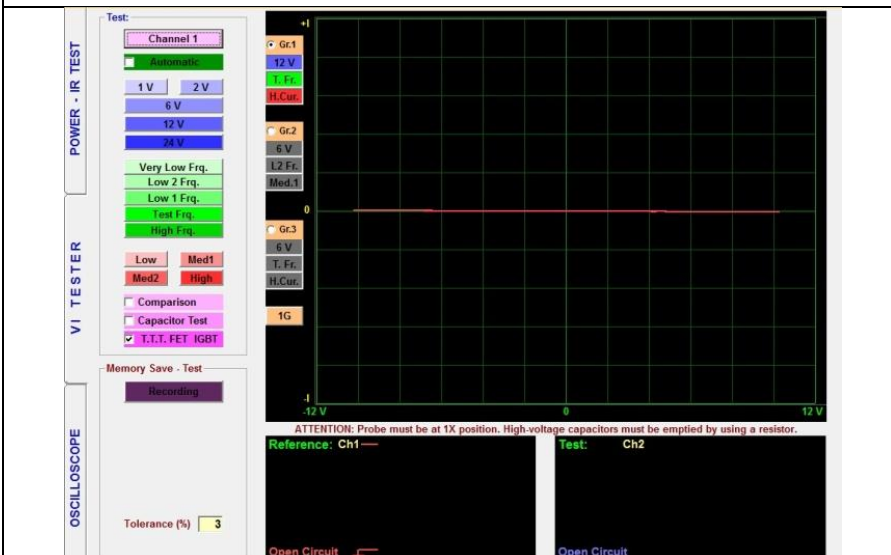 POWER - IR TEST
VI TESTER
OSCILLOSCOPE
Test:
Channel 1
Automatic
1 V
2 V
6 V
12 V
24 V
Very Low Frq.
Low 2 Frq.
Low 1 Frq.
Test Frq.
High Frq.
Low
Med1
Med2
High
Comparison
Capacitor Test
T.T.T. FET IGBT
Memory Save - Test
Recording
Tolerance (%) 3
Gr.1
12 V
T. Fr.
H.Cur.
Gr.2
6 V
L2 Fr.
Med.1
Gr.3
6 V
T. Fr.
H.Cur.
1G
+I
0
-I
-12 V
0
12 V
ATTENTION: Probe must be at 1X position. High-voltage capacitors must be emptied by using a resistor.
Reference: Ch1
Open Circuit
Test: Ch2
Open Circuit